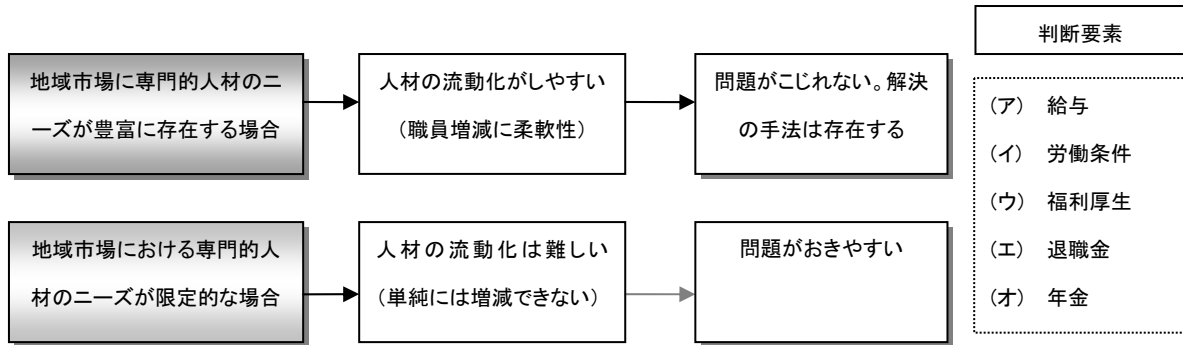 地域市場に専門的人材のニ
ーズが豊富に存在する場合
人材の流動化がしやすい
（職員増減に柔軟性）
問題がこじれない。解決
の手法は存在する
地域市場における専門的人
材のニーズが限定的な場合
人材の流動化は難しい
（単純には増減できない）
問題がおきやすい
判断要素
（ア） 給与
（イ） 労働条件
（ウ） 福利厚生
（エ） 退職金
（オ） 年金